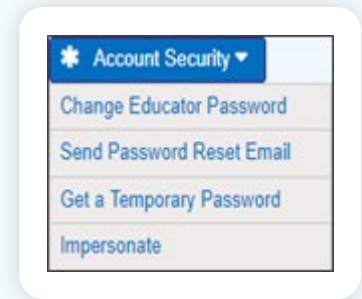 Account Security
Change Educator Password
Send Password Reset Email
Get a Temporary Password
Impersonate